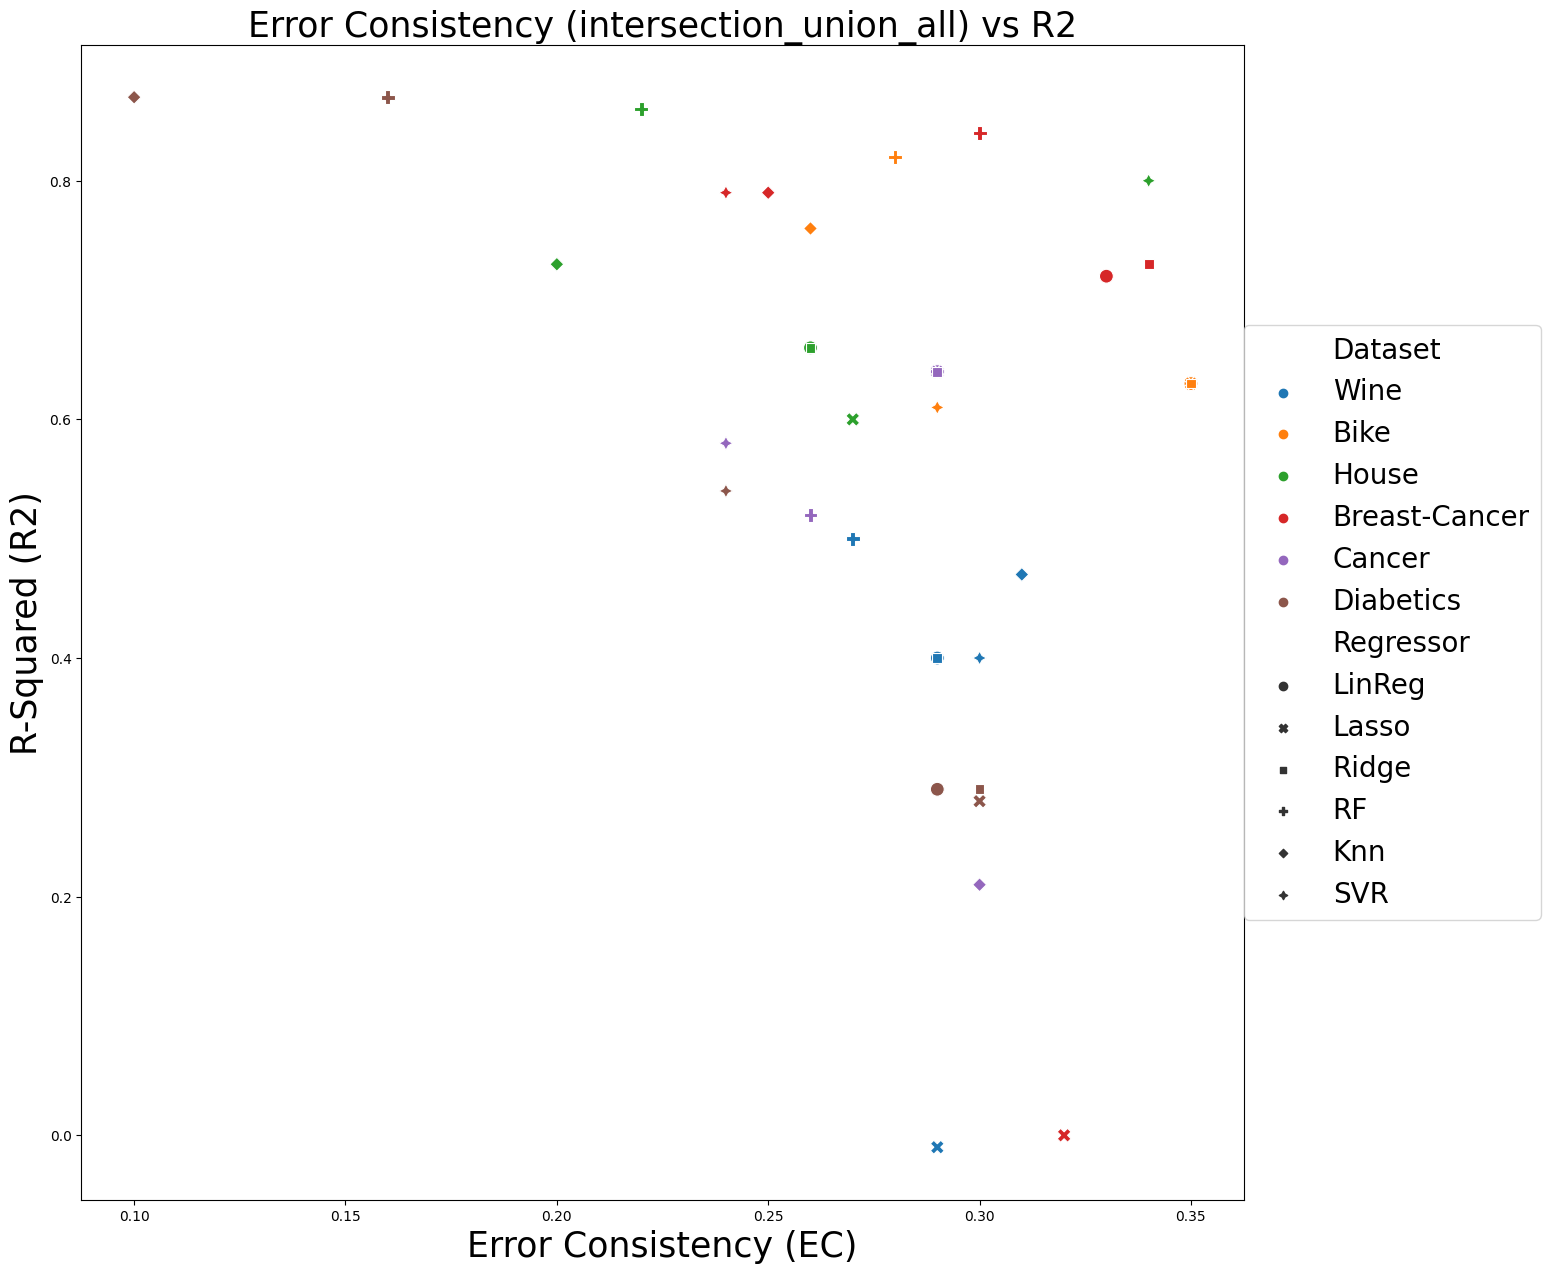 Error Consistency (intersection_union_all) vs R2
R-Squared (R2)
0.8
0.6
0.4
0.2
0.0
0.10
0.15
0.20
0.25
0.30
0.35
Error Consistency (EC)
Dataset
Wine
Bike
House
Breast-Cancer
Cancer
Diabetics
Regressor
LinReg
Lasso
Ridge
RF
Knn
SVR